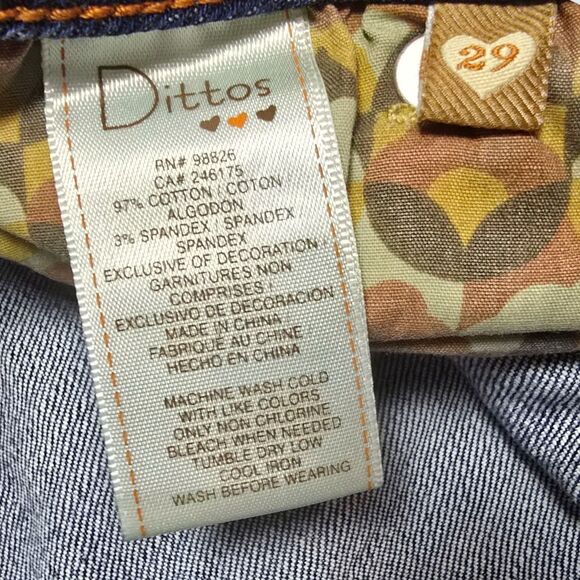 Dittos
29
RN# 98826
CA# 246175
97% COTTON / COTON /
ALGODON
3% SPANDEX / SPANDEX /
SPANDEX
EXCLUSIVE OF DECORATION /
GARNITURES NON
COMPRISES /
EXCLUSIVO DE DECORACION
MADE IN CHINA
FABRIQUE AU CHINE
HECHO EN CHINA
MACHINE WASH COLD
WITH LIKE COLORS
ONLY NON CHLORINE
BLEACH WHEN NEEDED
TUMBLE DRY LOW
COOL IRON
WASH BEFORE WEARING